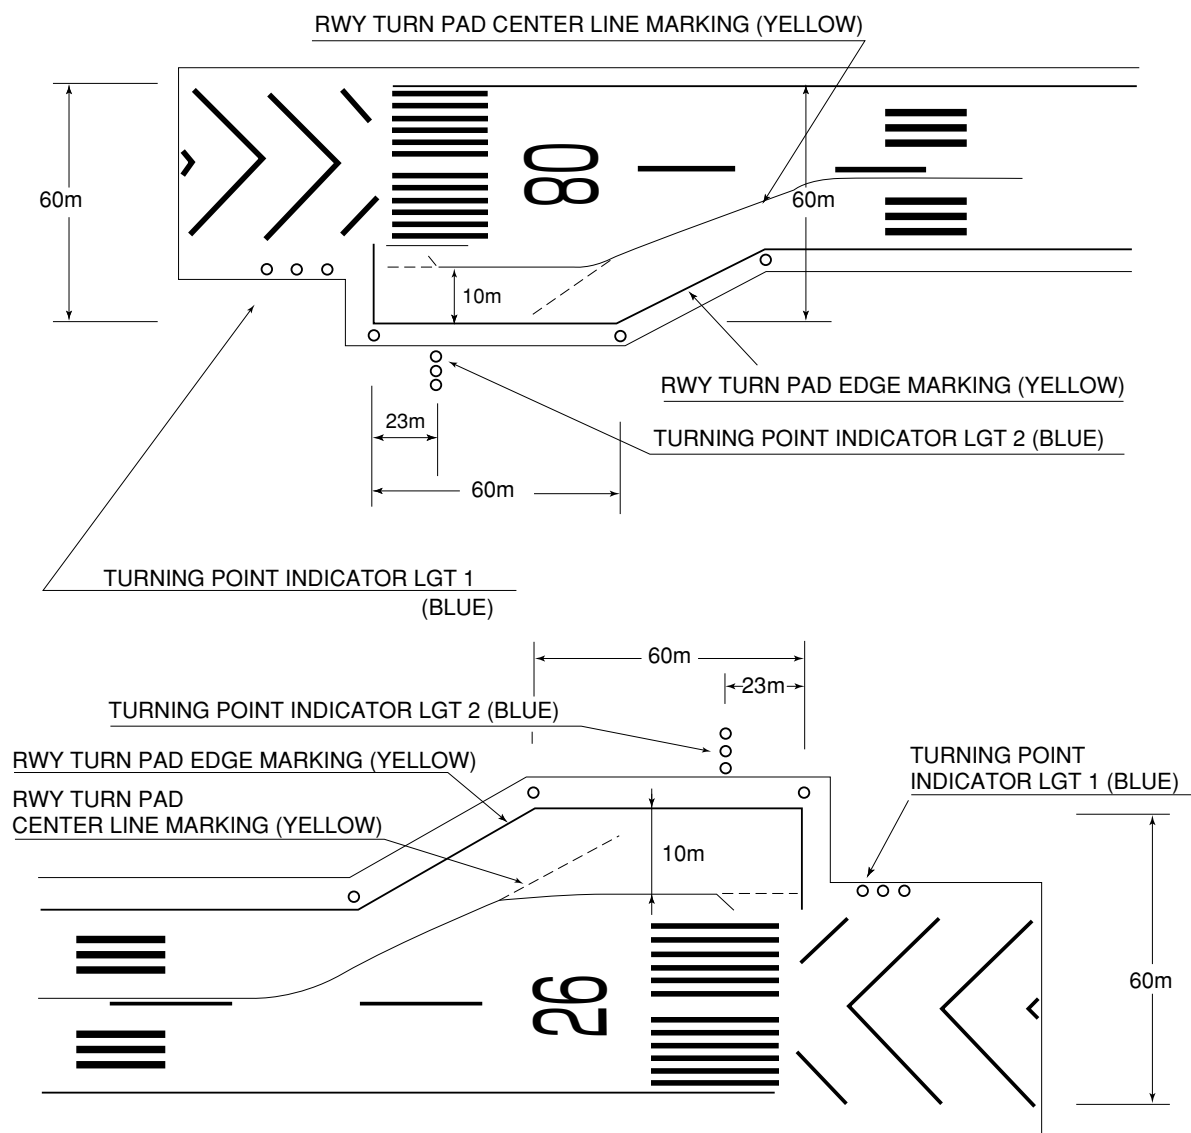 RWY TURN PAD CENTER LINE MARKING (YELLOW)
60m
08
60m
10m
RWY TURN PAD EDGE MARKING (YELLOW)
23m
TURNING POINT INDICATOR LGT 2 (BLUE)
60m
TURNING POINT INDICATOR LGT 1
(BLUE)
60m
23m
TURNING POINT INDICATOR LGT 2 (BLUE)
RWY TURN PAD EDGE MARKING (YELLOW)
TURNING POINT
INDICATOR LGT 1 (BLUE)
RWY TURN PAD
CENTER LINE MARKING (YELLOW)
10m
60m
26